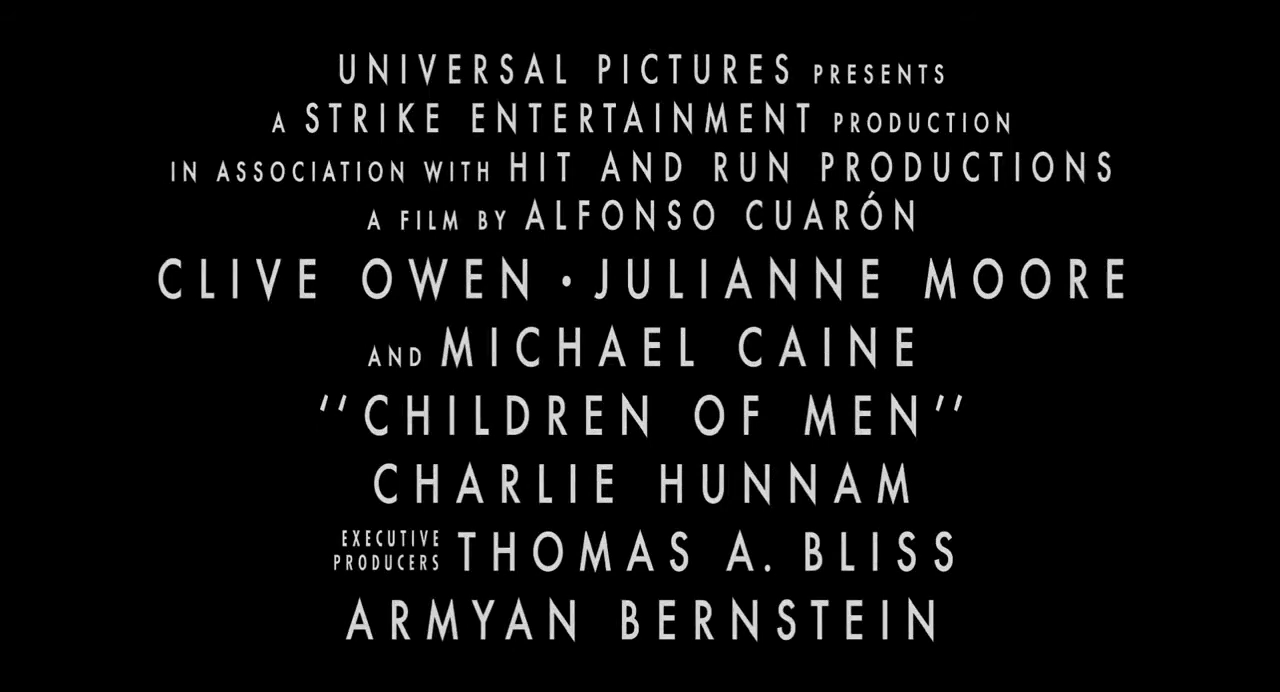 UNIVERSAL PICTURES PRESENTS
A STRIKE ENTERTAINMENT PRODUCTION
IN ASSOCIATION WITH HIT AND RUN PRODUCTIONS
A FILM BY ALFONSO CUARÓN
CLIVE OWEN · JULIANNE MOORE
AND MICHAEL CAINE
"CHILDREN OF MEN"
CHARLIE HUNNAM
EXECUTIVE PRODUCERS THOMAS A. BLISS
ARMYAN BERNSTEIN